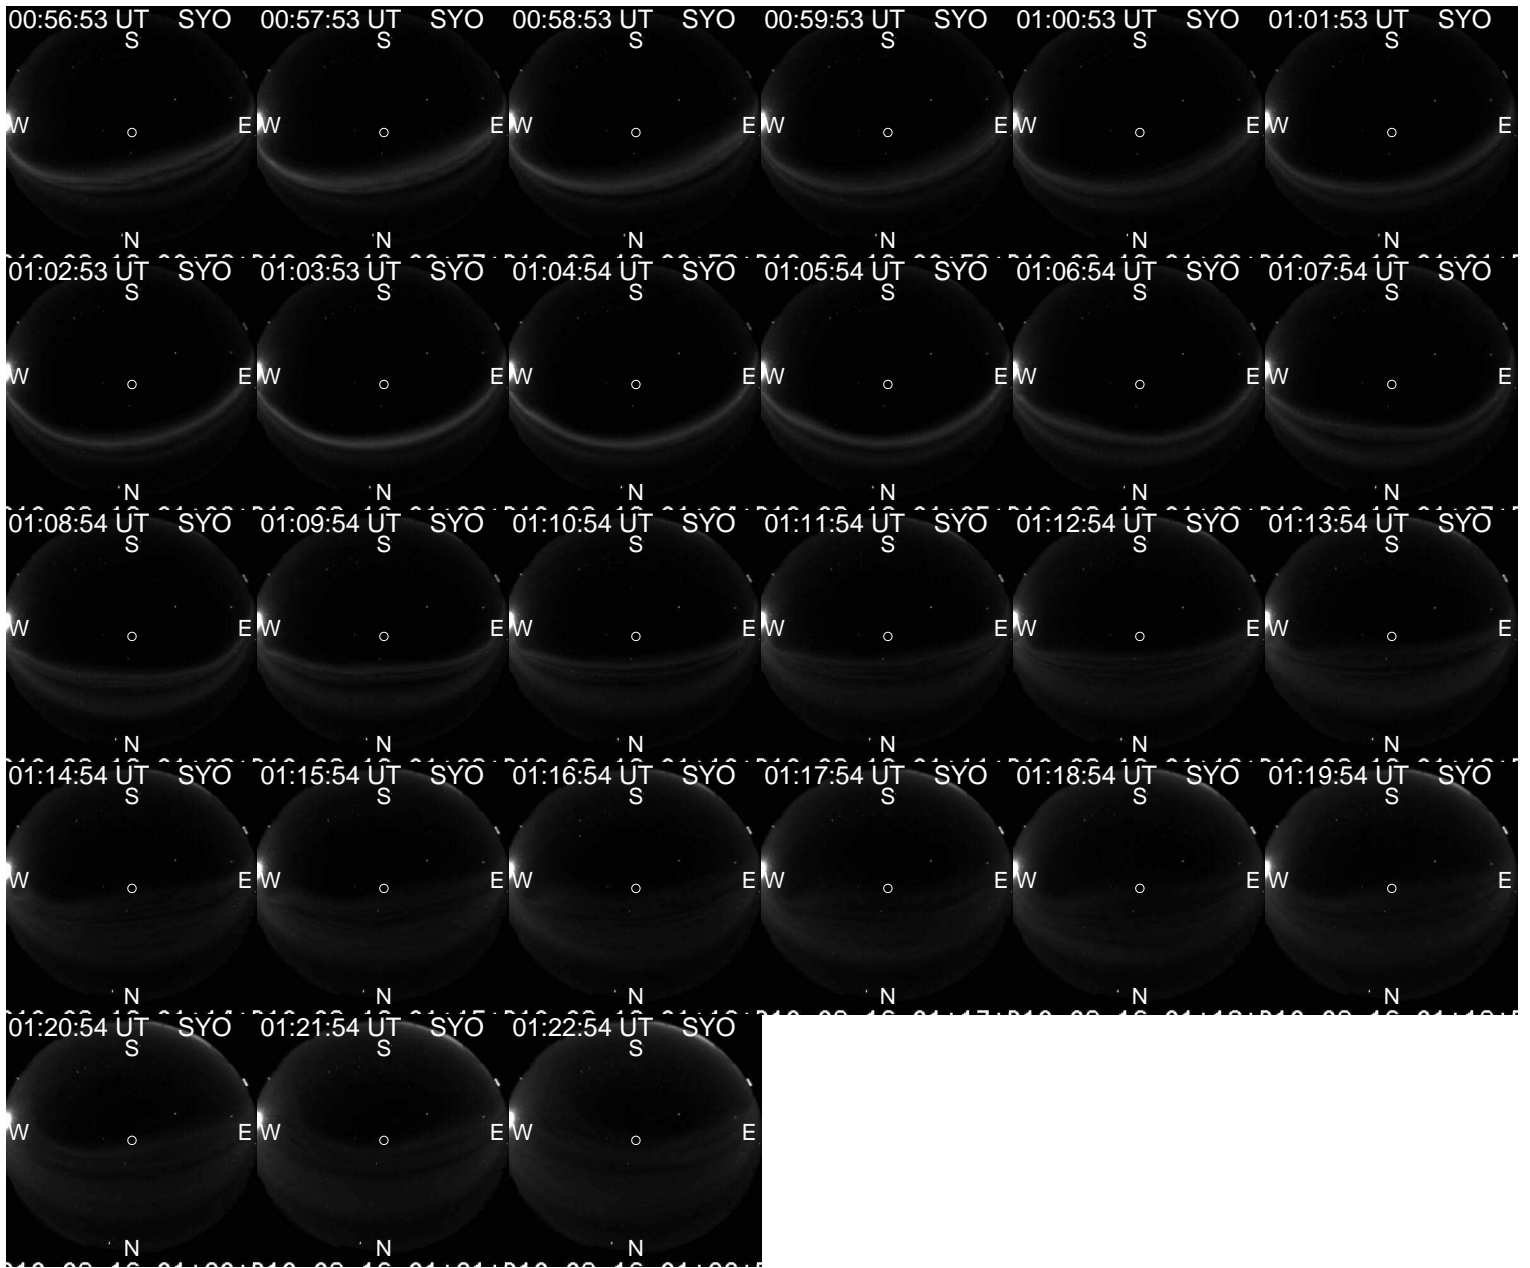 00:56:53 UT SYO 00:57:53 UT SYO 00:58:53 UT SYO 00:59:53 UT SYO 01:00:53 UT SYO 01:01:53 UT SYO
S S S S S S
W E W E W E W E W E W E
N N N N N N
01:02:53 UT SYO 01:03:53 UT SYO 01:04:54 UT SYO 01:05:54 UT SYO 01:06:54 UT SYO 01:07:54 UT SYO
S S S S S S
W E W E W E W E W E W E
N N N N N N
01:08:54 UT SYO 01:09:54 UT SYO 01:10:54 UT SYO 01:11:54 UT SYO 01:12:54 UT SYO 01:13:54 UT SYO
S S S S S S
W E W E W E W E W E W E
N N N N N N
01:14:54 UT SYO 01:15:54 UT SYO 01:16:54 UT SYO 01:17:54 UT SYO 01:18:54 UT SYO 01:19:54 UT SYO
S S S S S S
W E W E W E W E W E W E
N N N N N N
01:20:54 UT SYO 01:21:54 UT SYO 01:22:54 UT SYO
S S S
W E W E W E
N N N